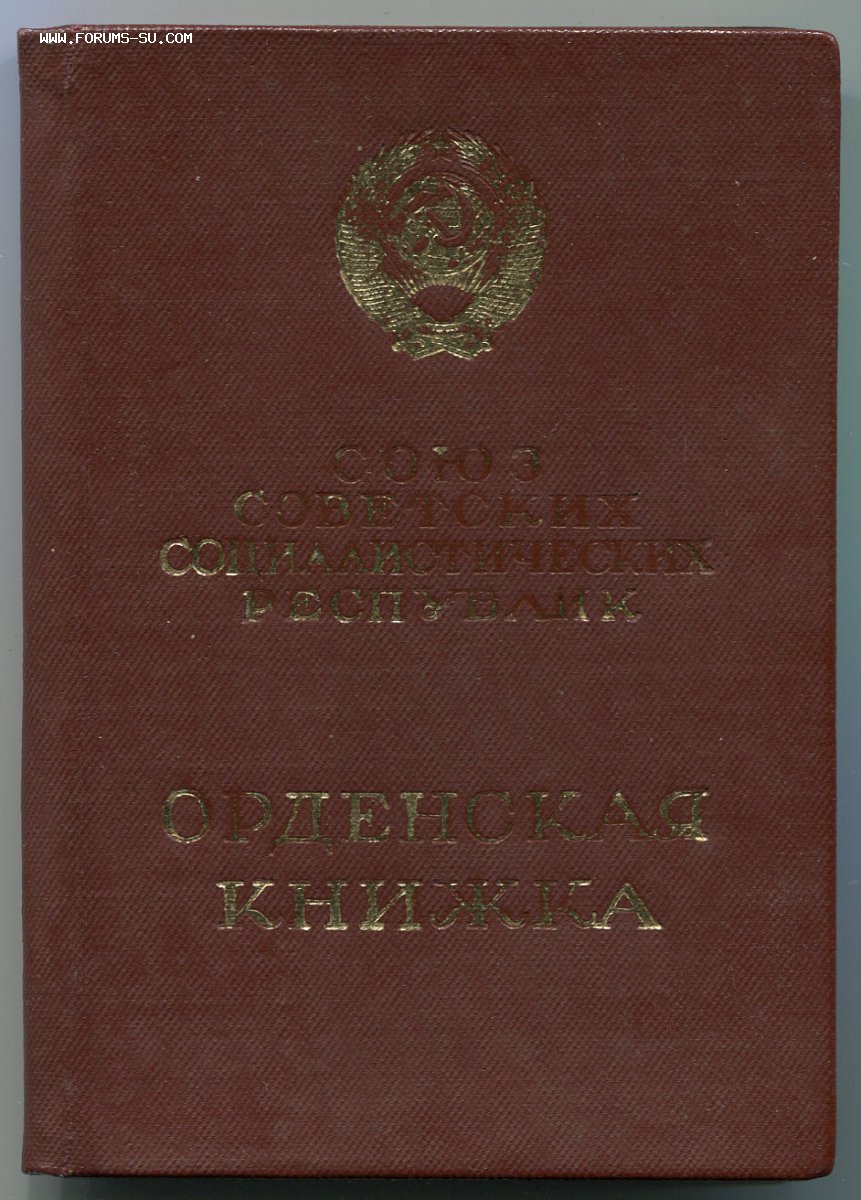 WWW.FORUMS-SU.COM
СОЮЗ
СОВЕТСКИХ
СОЦИАЛИСТИЧЕСКИХ
РЕСПУБЛИК
ОРДЕНСКАЯ
КНИЖКА